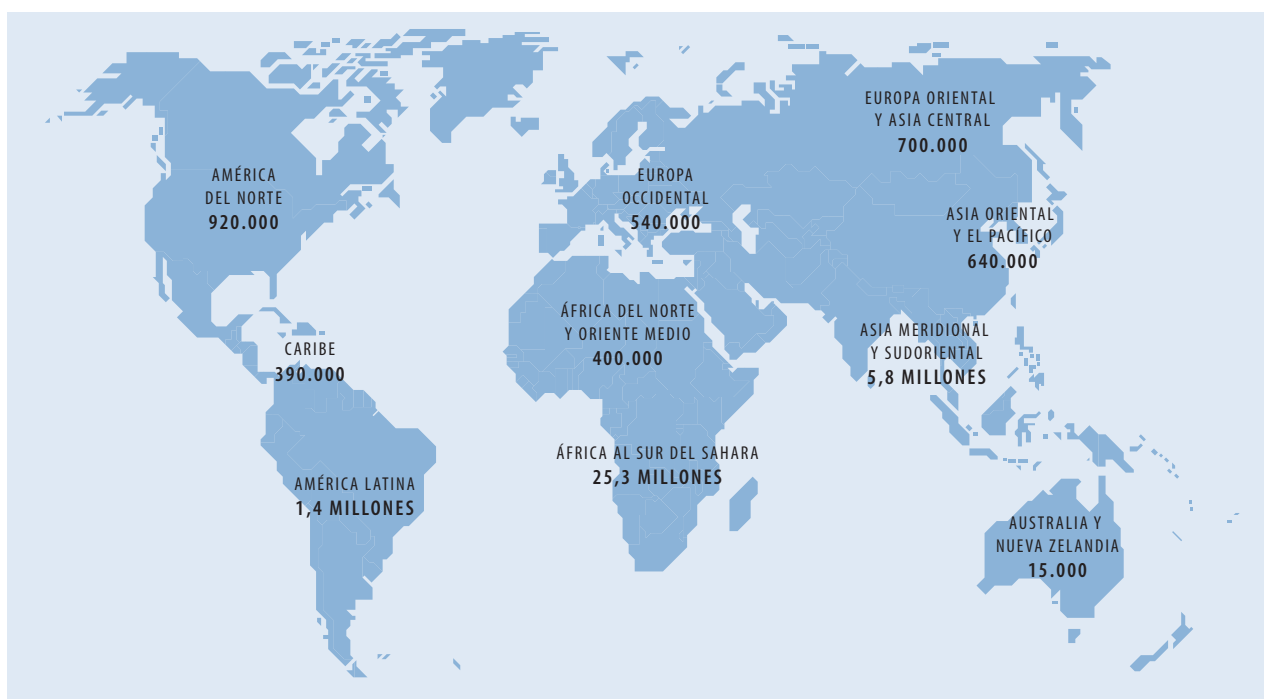 EUROPA ORIENTAL
Y ASIA CENTRAL
700.000
AMÉRICA
DEL NORTE
920.000
EUROPA
OCCIDENTAL
540.000
ASIA ORIENTAL
Y EL PACÍFICO
640.000
ÁFRICA DEL NORTE
Y ORIENTE MEDIO
400.000
ASIA MERIDIONAL
Y SUDORIENTAL
5,8 MILLONES
CARIBE
390.000
ÁFRICA AL SUR DEL SAHARA
25,3 MILLONES
AMÉRICA LATINA
1,4 MILLONES
AUSTRALIA Y
NUEVA ZELANDIA
15.000